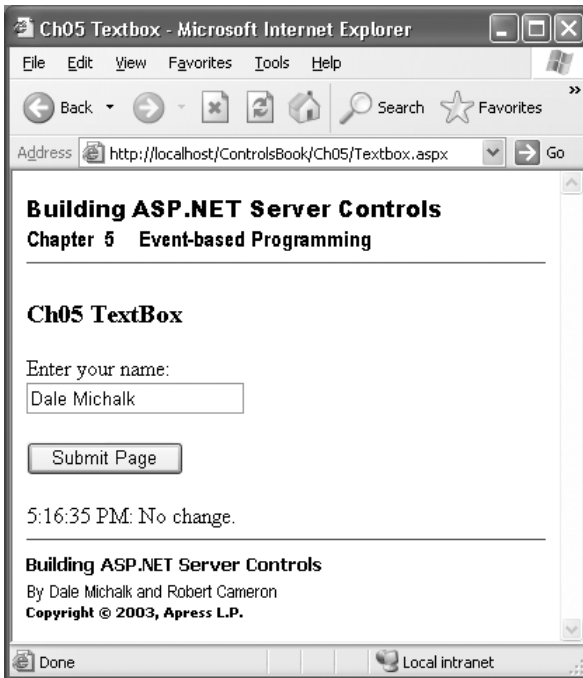 Ch05 Textbox - Microsoft Internet Explorer
File Edit View Favorites Tools Help
Back Search Favorites »
Address http://localhost/ControlsBook/Ch05/Textbox.aspx Go
Building ASP.NET Server Controls
Chapter 5 Event-based Programming
Ch05 TextBox
Enter your name:
Dale Michalk
Submit Page
5:16:35 PM: No change.
Building ASP.NET Server Controls
By Dale Michalk and Robert Cameron
Copyright © 2003, Apress L.P.
Done Local intranet